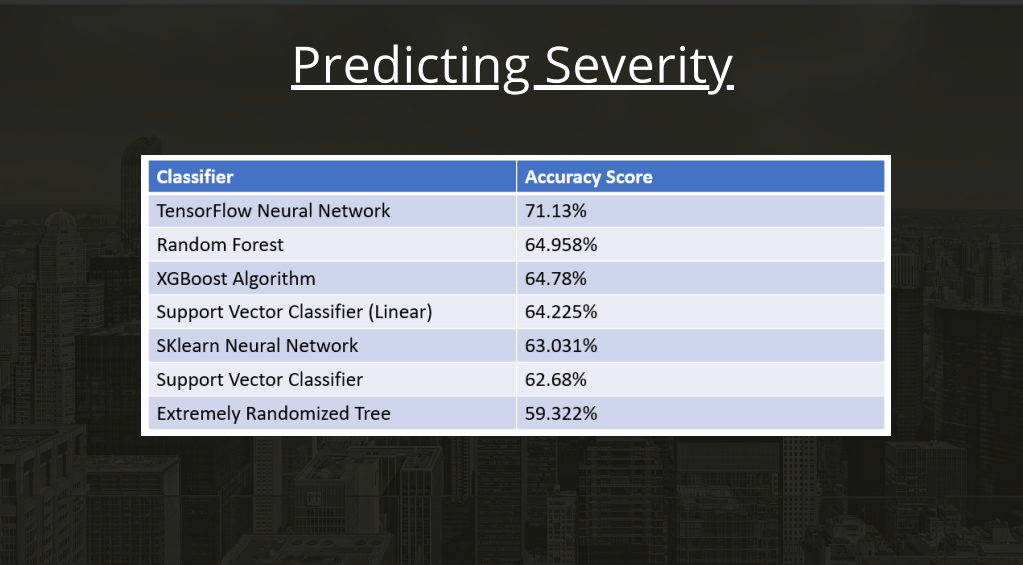 Predicting Severity
Classifier Accuracy Score
TensorFlow Neural Network 71.13%
Random Forest 64.958%
XGBoost Algorithm 64.78%
Support Vector Classifier (Linear) 64.225%
SKlearn Neural Network 63.031%
Support Vector Classifier 62.68%
Extremely Randomized Tree 59.322%